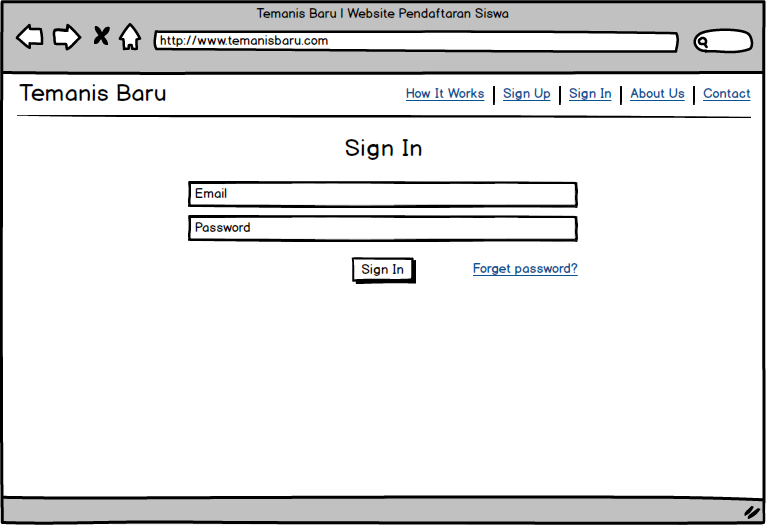 Temanis Baru | Website Pendaftaran Siswa
http://www.temanisbaru.com
Temanis Baru
How It Works | Sign Up | Sign In | About Us | Contact
Sign In
Email
Password
Sign In
Forget password?